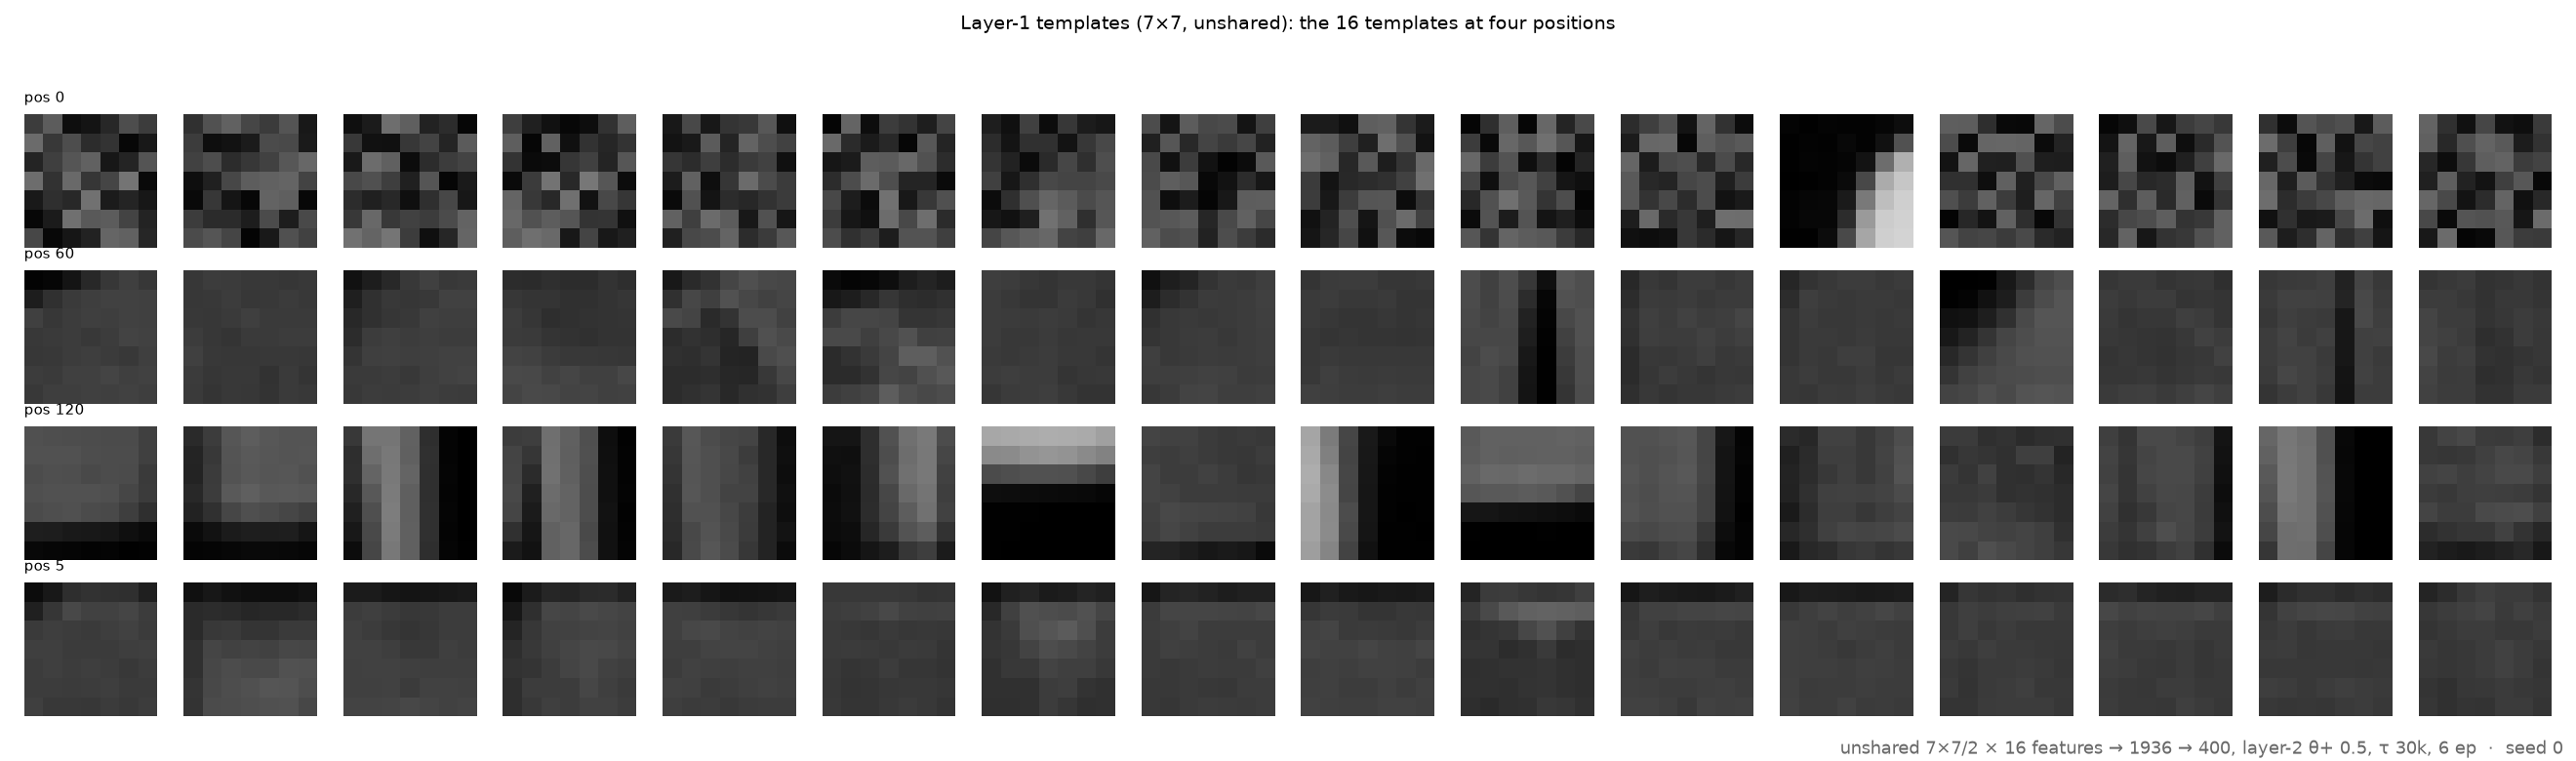 Layer-1 templates (7×7, unshared): the 16 templates at four positions
pos 0
pos 60
pos 120
pos 5
unshared 7×7/2 × 16 features → 1936 → 400, layer-2 θ+ 0.5, τ 30k, 6 ep · seed 0